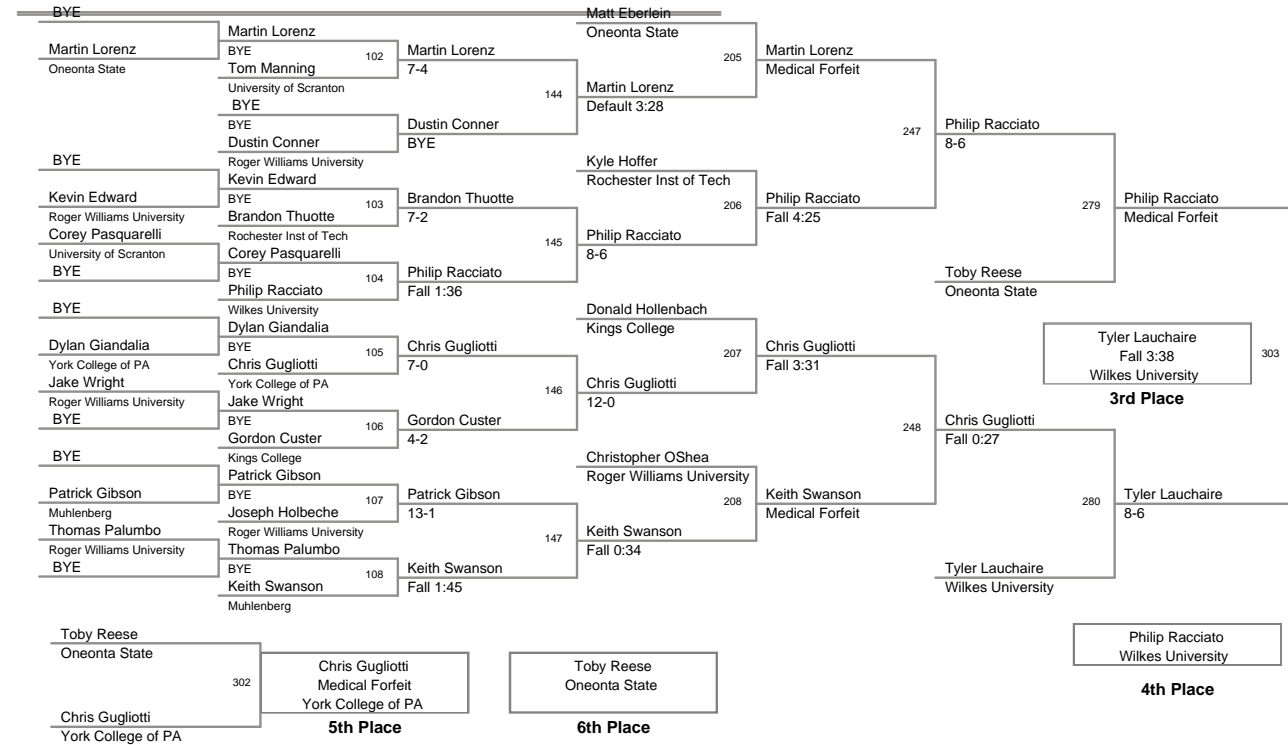 BYE
Martin Lorenz
Oneonta State
BYE
Kevin Edward
Roger Williams University
Corey Pasquarelli
University of Scranton
BYE
BYE
Dylan Giandalia
York College of PA
Jake Wright
Roger Williams University
BYE
BYE
Patrick Gibson
Muhlenberg
Thomas Palumbo
Roger Williams University
BYE
Martin Lorenz
BYE
102
Tom Manning
University of Scranton
BYE
BYE
Dustin Conner
Roger Williams University
Kevin Edward
BYE
103
Brandon Thuotte
Rochester Inst of Tech
Corey Pasquarelli
BYE
104
Philip Racciato
Wilkes University
Dylan Giandalia
BYE
105
Chris Gugliotti
York College of PA
Jake Wright
BYE
106
Gordon Custer
Kings College
Patrick Gibson
BYE
107
Joseph Holbeche
Roger Williams University
Thomas Palumbo
BYE
108
Keith Swanson
Muhlenberg
Martin Lorenz
7-4
144
Dustin Conner
BYE
Brandon Thuotte
7-2
145
Philip Racciato
Fall 1:36
Chris Gugliotti
7-0
146
Gordon Custer
4-2
Patrick Gibson
13-1
147
Keith Swanson
Fall 1:45
Matt Eberlein
Oneonta State
205
Martin Lorenz
Default 3:28
Kyle Hoffer
Rochester Inst of Tech
206
Philip Racciato
8-6
Donald Hollenbach
Kings College
207
Chris Gugliotti
12-0
Christopher OShea
Roger Williams University
208
Keith Swanson
Fall 0:34
Martin Lorenz
Medical Forfeit
247
Philip Racciato
Fall 4:25
Chris Gugliotti
Fall 3:31
248
Keith Swanson
Medical Forfeit
Philip Racciato
8-6
279
Toby Reese
Oneonta State
Chris Gugliotti
Fall 0:27
280
Tyler Lauchaire
Wilkes University
Philip Racciato
Medical Forfeit
Tyler Lauchaire
Fall 3:38
Wilkes University
303
3rd Place
Tyler Lauchaire
8-6
Philip Racciato
Wilkes University
4th Place
Toby Reese
Oneonta State
302
Chris Gugliotti
York College of PA
Chris Gugliotti
Medical Forfeit
York College of PA
5th Place
Toby Reese
Oneonta State
6th Place